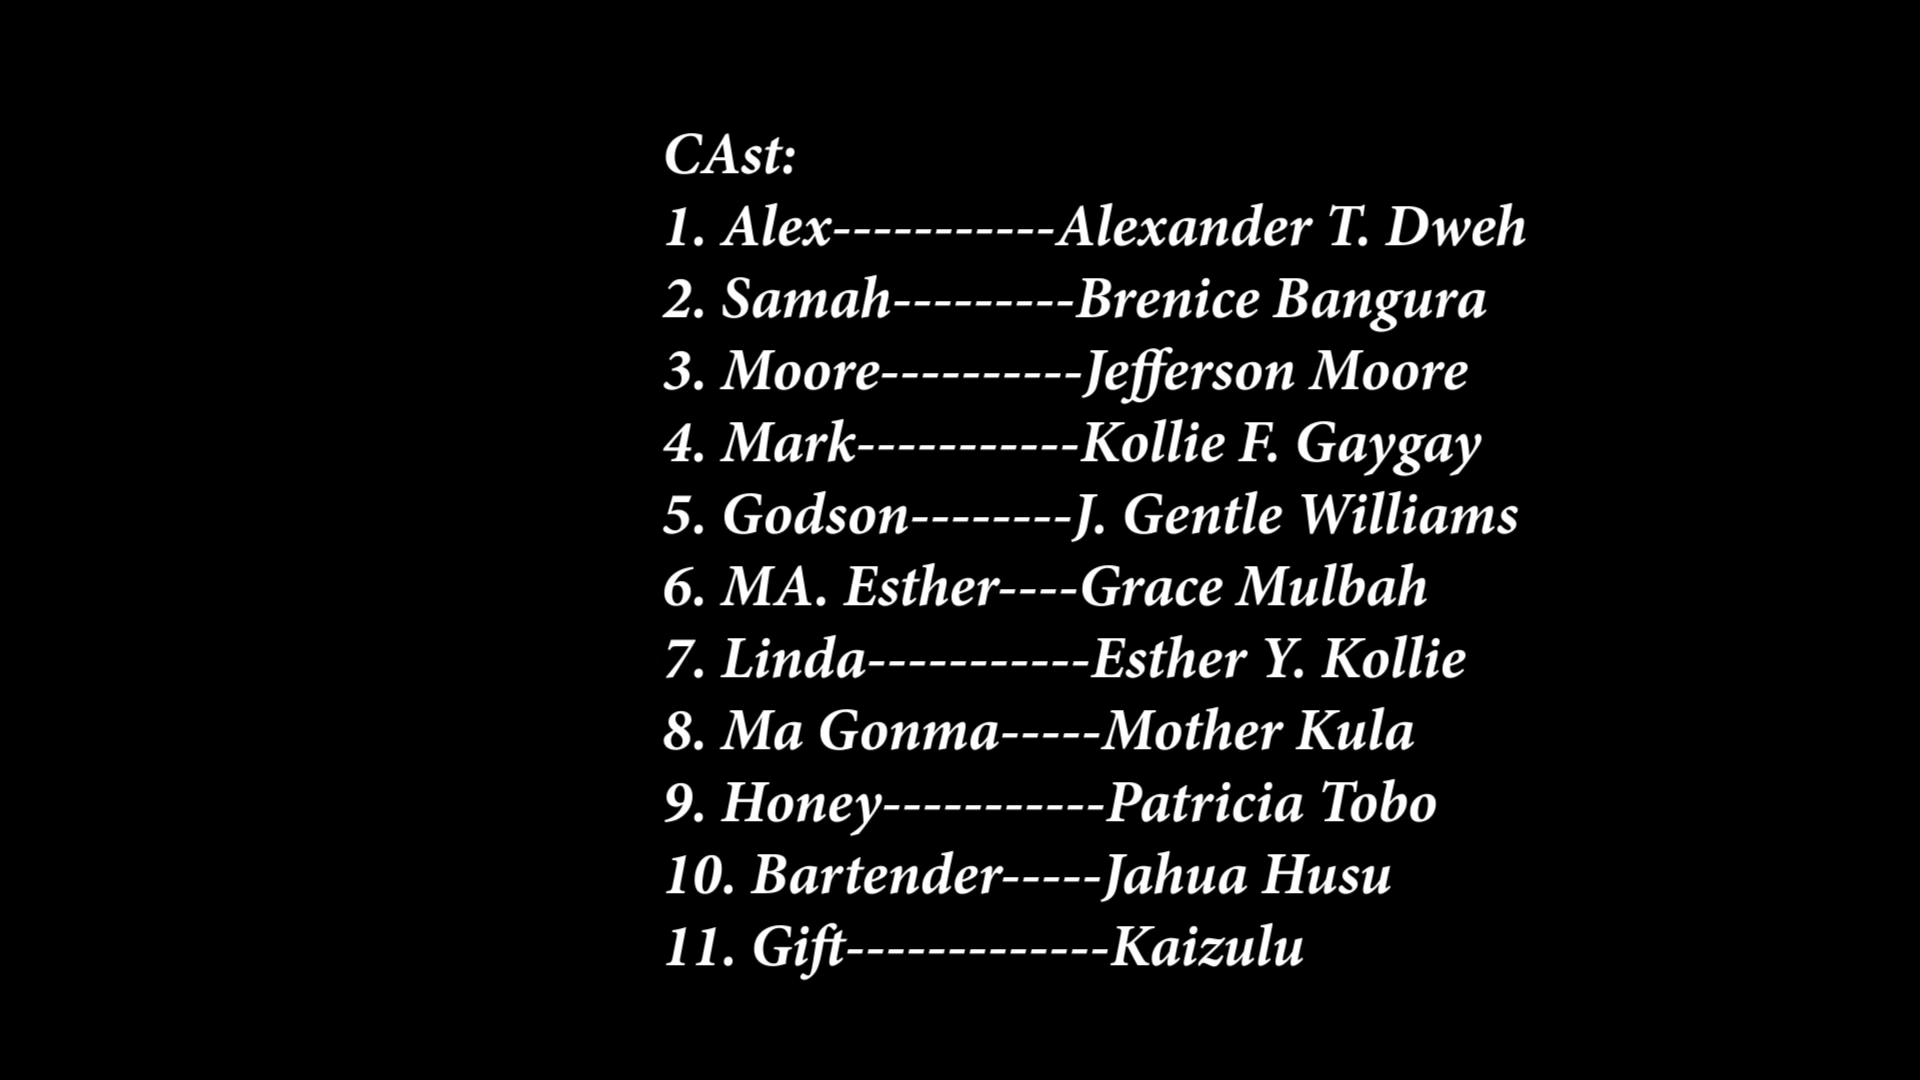 CAst:
1. Alex-----------Alexander T. Dweh
2. Samah---------Brenice Bangura
3. Moore----------Jefferson Moore
4. Mark-----------Kollie F. Gaygay
5. Godson--------J. Gentle Williams
6. MA. Esther----Grace Mulbah
7. Linda-----------Esther Y. Kollie
8. Ma Gonma-----Mother Kula
9. Honey-----------Patricia Tobo
10. Bartender-----Jahua Husu
11. Gift-------------Kaizulu